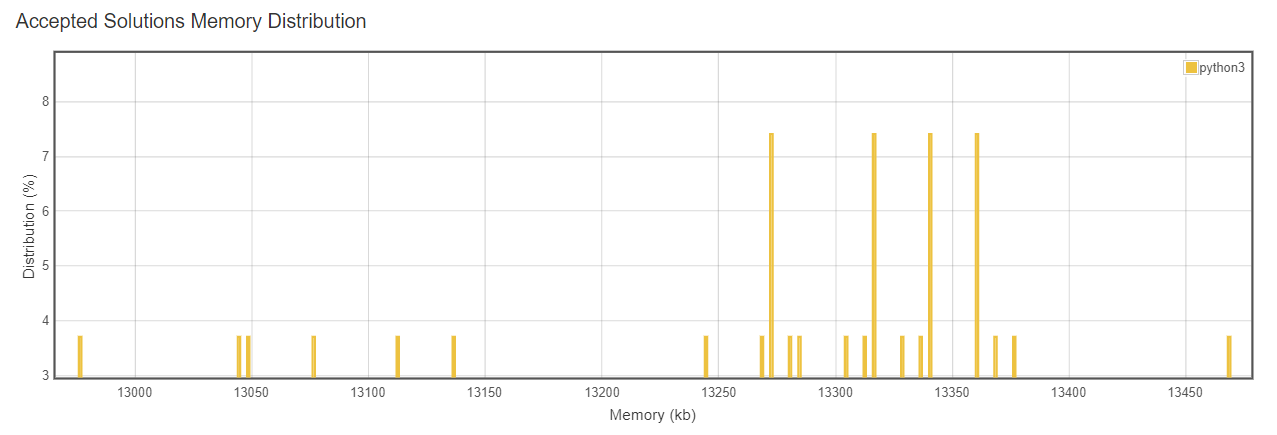 Accepted Solutions Memory Distribution
python3
Distribution (%)
8
7
6
5
4
3
13000 13050 13100 13150 13200 13250 13300 13350 13400 13450
Memory (kb)